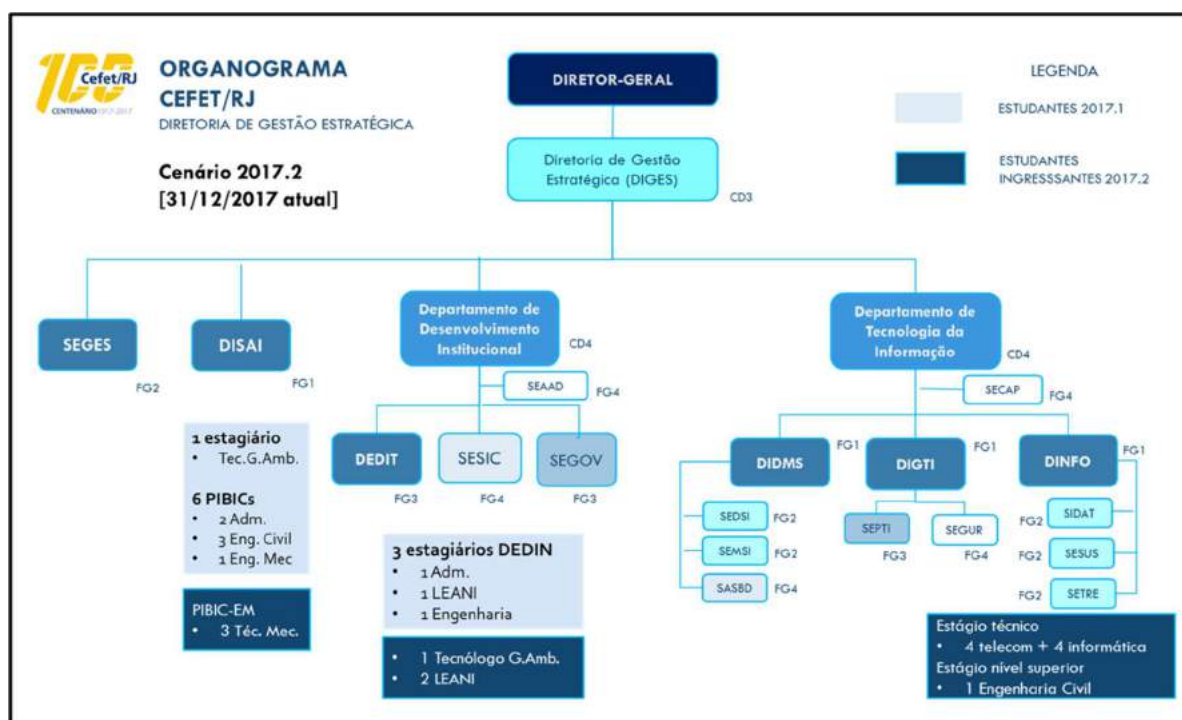 100
Cefet/RJ
CENTENÁRIO 1917-2017
ORGANOGRAMA
CEFET/RJ
DIRETORIA DE GESTÃO ESTRATÉGICA
Cenário 2017.2
[31/12/2017 atual]
DIRETOR-GERAL
Diretoria de Gestão
Estratégica (DIGES)
CD3
LEGENDA
ESTUDANTES 2017.1
ESTUDANTES
INGRESSSANTES 2017.2
SEGES
FG2
DISAI
FG1
Departamento de
Desenvolvimento
Institucional
CD4
SEAAD
FG4
Departamento de
Tecnologia da
Informação
CD4
SECAP
FG4
DEDIT
FG3
SESIC
FG4
SEGOV
FG3
DIDMS
FG1
DIGTI
FG1
DINFO
FG1
SEDSI
FG2
SEMSI
FG2
SASBD
FG4
SEPTI
FG3
SEGUR
FG4
FG2
SIDAT
FG2
SESUS
FG2
SETRE
1 estagiário
• Tec.G.Amb.
6 PIBICs
• 2 Adm.
• 3 Eng. Civil
• 1 Eng. Mec
PIBIC-EM
• 3 Téc. Mec.
3 estagiários DEDIN
• 1 Adm.
• 1 LEANI
• 1 Engenharia
• 1 Tecnólogo G.Amb.
• 2 LEANI
Estágio técnico
• 4 telecom + 4 informática
Estágio nível superior
• 1 Engenharia Civil